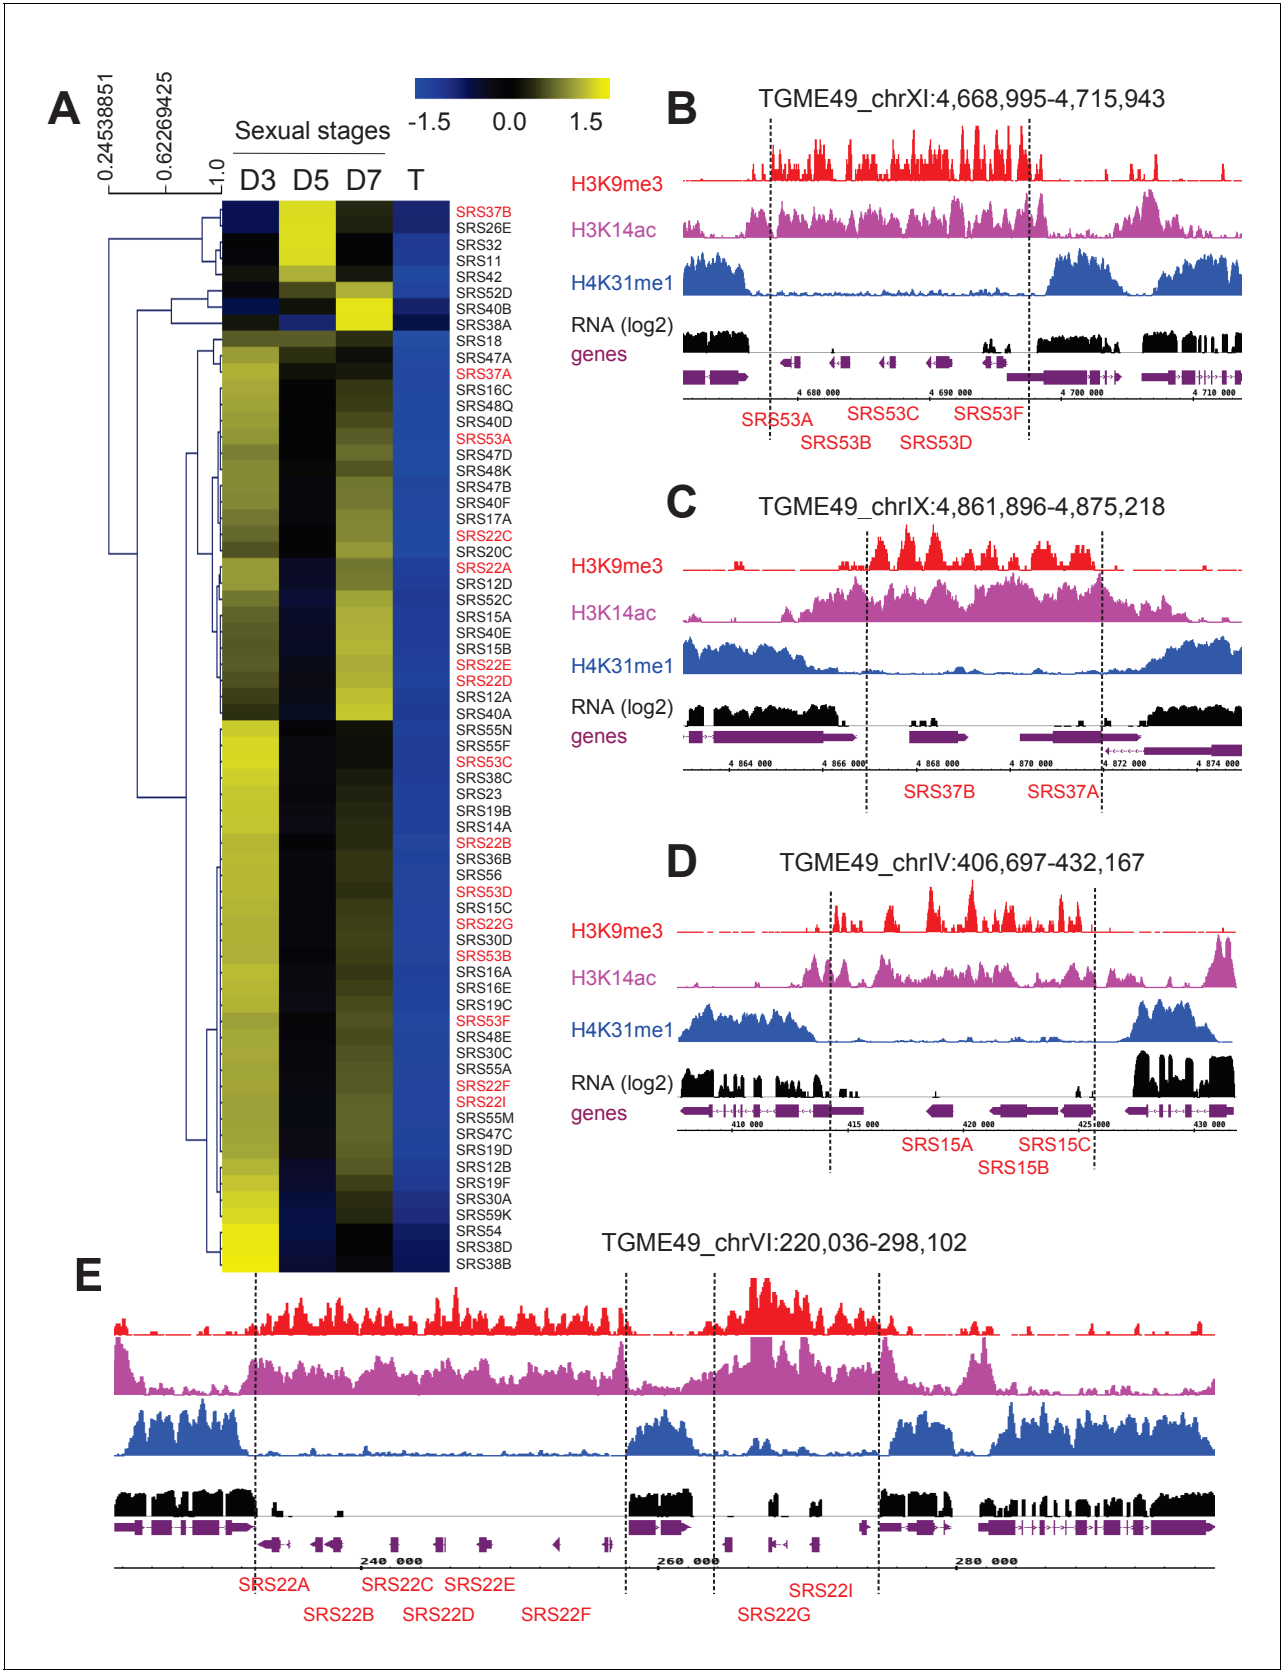 A
0.24538851
0.62269425
1.0
Sexual stages
D3 D5 D7 T
-1.5 0.0 1.5
SRS37B
SRS26E
SRS32
SRS11
SRS42
SRS52D
SRS40B
SRS38A
SRS18
SRS47A
SRS37A
SRS16C
SRS48Q
SRS40D
SRS53A
SRS47D
SRS48K
SRS47B
SRS40F
SRS17A
SRS22C
SRS20C
SRS22A
SRS12D
SRS52C
SRS15A
SRS40E
SRS15B
SRS22E
SRS22D
SRS12A
SRS40A
SRS55N
SRS55F
SRS53C
SRS38C
SRS23
SRS19B
SRS14A
SRS22B
SRS36B
SRS56
SRS53D
SRS15C
SRS22G
SRS30D
SRS53B
SRS16A
SRS16E
SRS19C
SRS53F
SRS48E
SRS30C
SRS55A
SRS22F
SRS22I
SRS55M
SRS47C
SRS19D
SRS12B
SRS19F
SRS30A
SRS59K
SRS54
SRS38D
SRS38B
B
TGME49_chrXI:4,668,995-4,715,943
H3K9me3
H3K14ac
H4K31me1
RNA (log2)
genes
4 680 000 4 690 000 4 700 000 4 710 000
SRS53A SRS53C SRS53F
SRS53B SRS53D
C
TGME49_chrIX:4,861,896-4,875,218
H3K9me3
H3K14ac
H4K31me1
RNA (log2)
genes
4 864 000 4 866 000 4 868 000 4 870 000 4 872 000 4 874 000
SRS37B SRS37A
D
TGME49_chrIV:406,697-432,167
H3K9me3
H3K14ac
H4K31me1
RNA (log2)
genes
410 000 415 000 420 000 425 000 430 000
SRS15A SRS15C
SRS15B
E
TGME49_chrVI:220,036-298,102
240 000 260 000 280 000
SRS22A SRS22C SRS22E SRS22I
SRS22B SRS22D SRS22F SRS22G